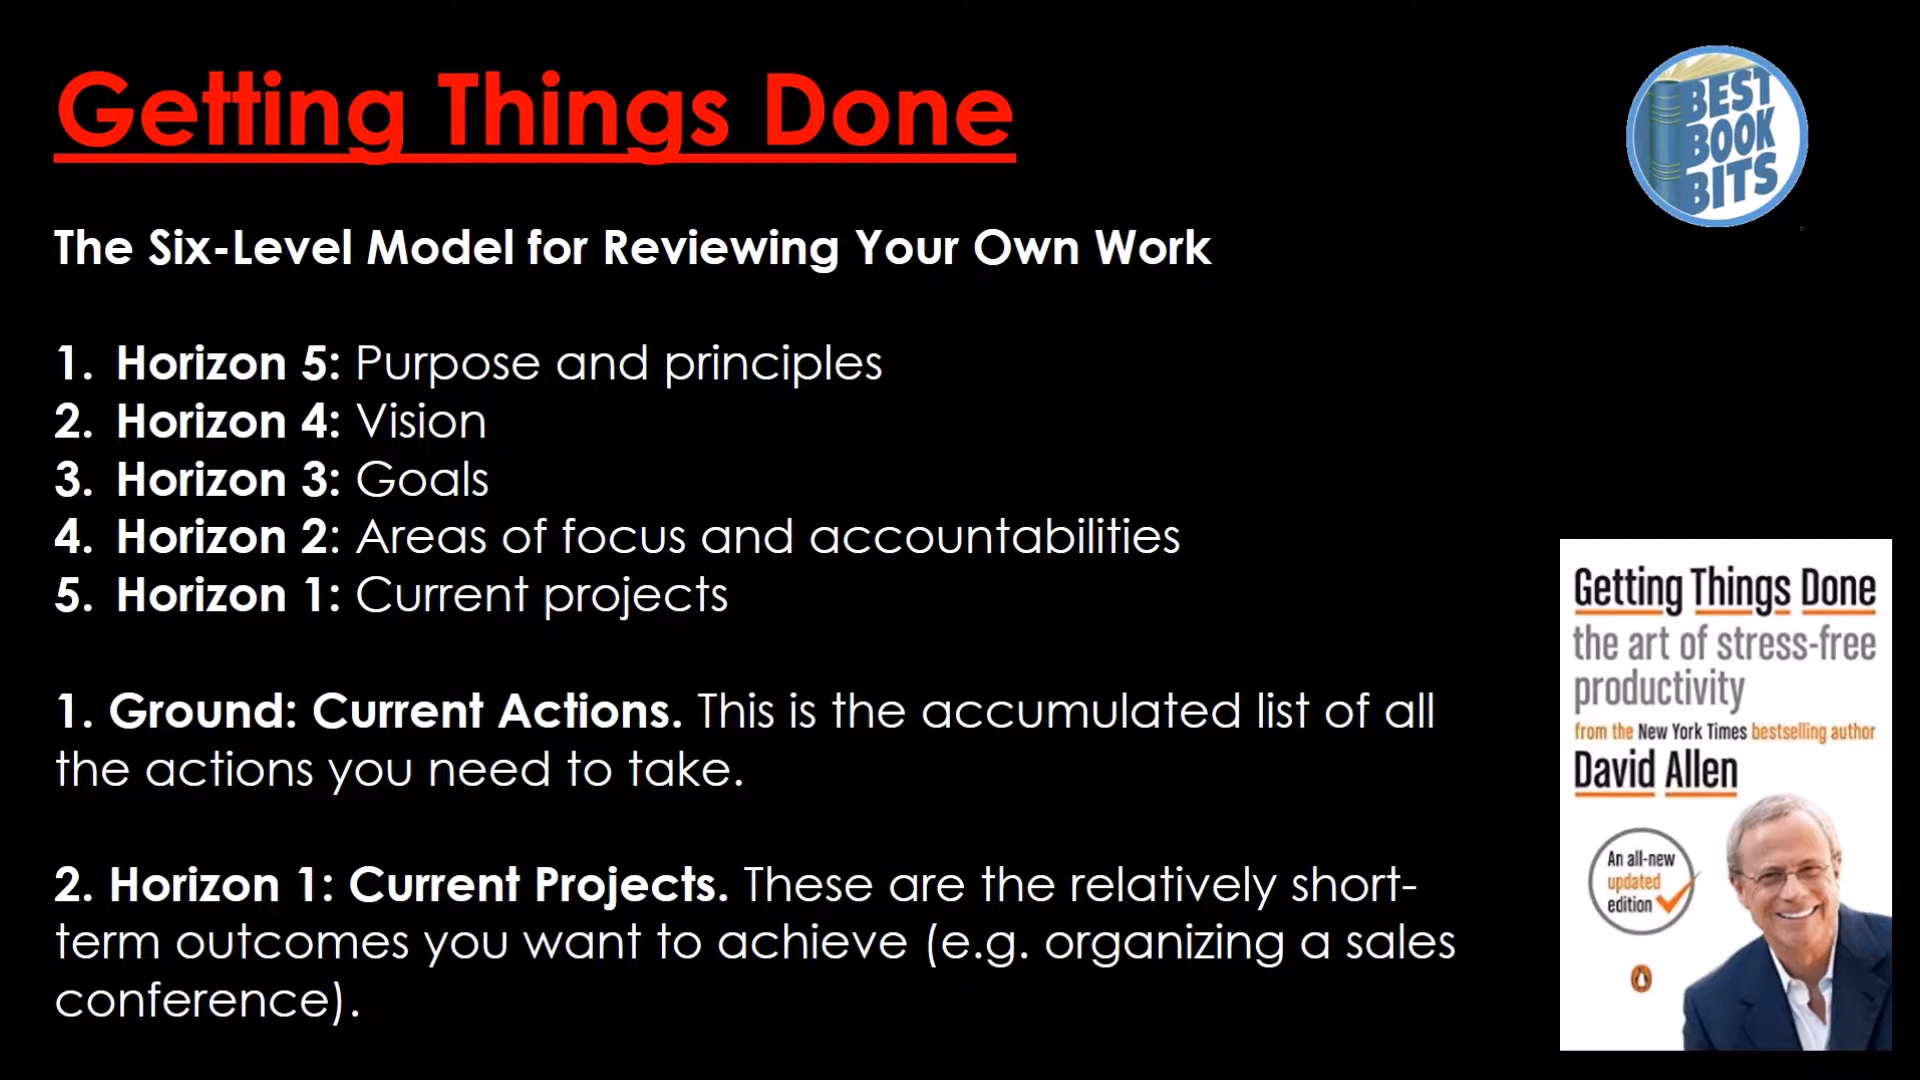 Getting Things Done
BEST
BOOK
BITS
The Six-Level Model for Reviewing Your Own Work
1. Horizon 5: Purpose and principles
2. Horizon 4: Vision
3. Horizon 3: Goals
4. Horizon 2: Areas of focus and accountabilities
5. Horizon 1: Current projects
1. Ground: Current Actions. This is the accumulated list of all
the actions you need to take.
2. Horizon 1: Current Projects. These are the relatively short-
term outcomes you want to achieve (e.g. organizing a sales
conference).
Getting Things Done
the art of stress-free
productivity
from the New York Times bestselling author
David Allen
An all-new
updated
edition